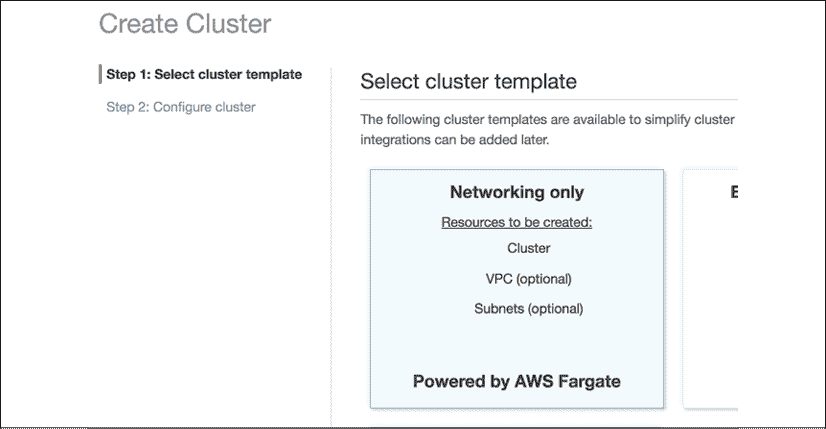 Create Cluster
Step 1: Select cluster template
Step 2: Configure cluster
Select cluster template
The following cluster templates are available to simplify cluster
integrations can be added later.
Networking only
Resources to be created:
Cluster
VPC (optional)
Subnets (optional)
Powered by AWS Fargate